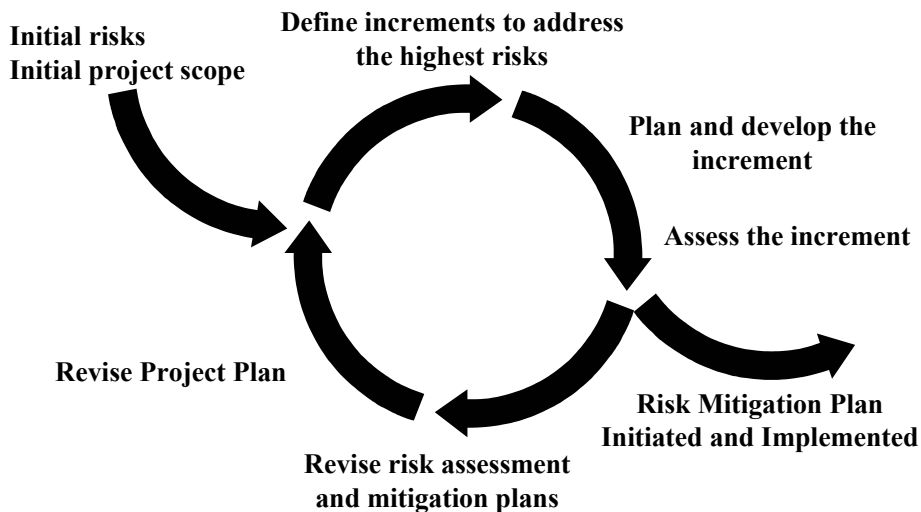 Initial risks
Initial project scope
Define increments to address
the highest risks
Plan and develop the
increment
Assess the increment
Risk Mitigation Plan
Initiated and Implemented
Revise risk assessment
and mitigation plans
Revise Project Plan